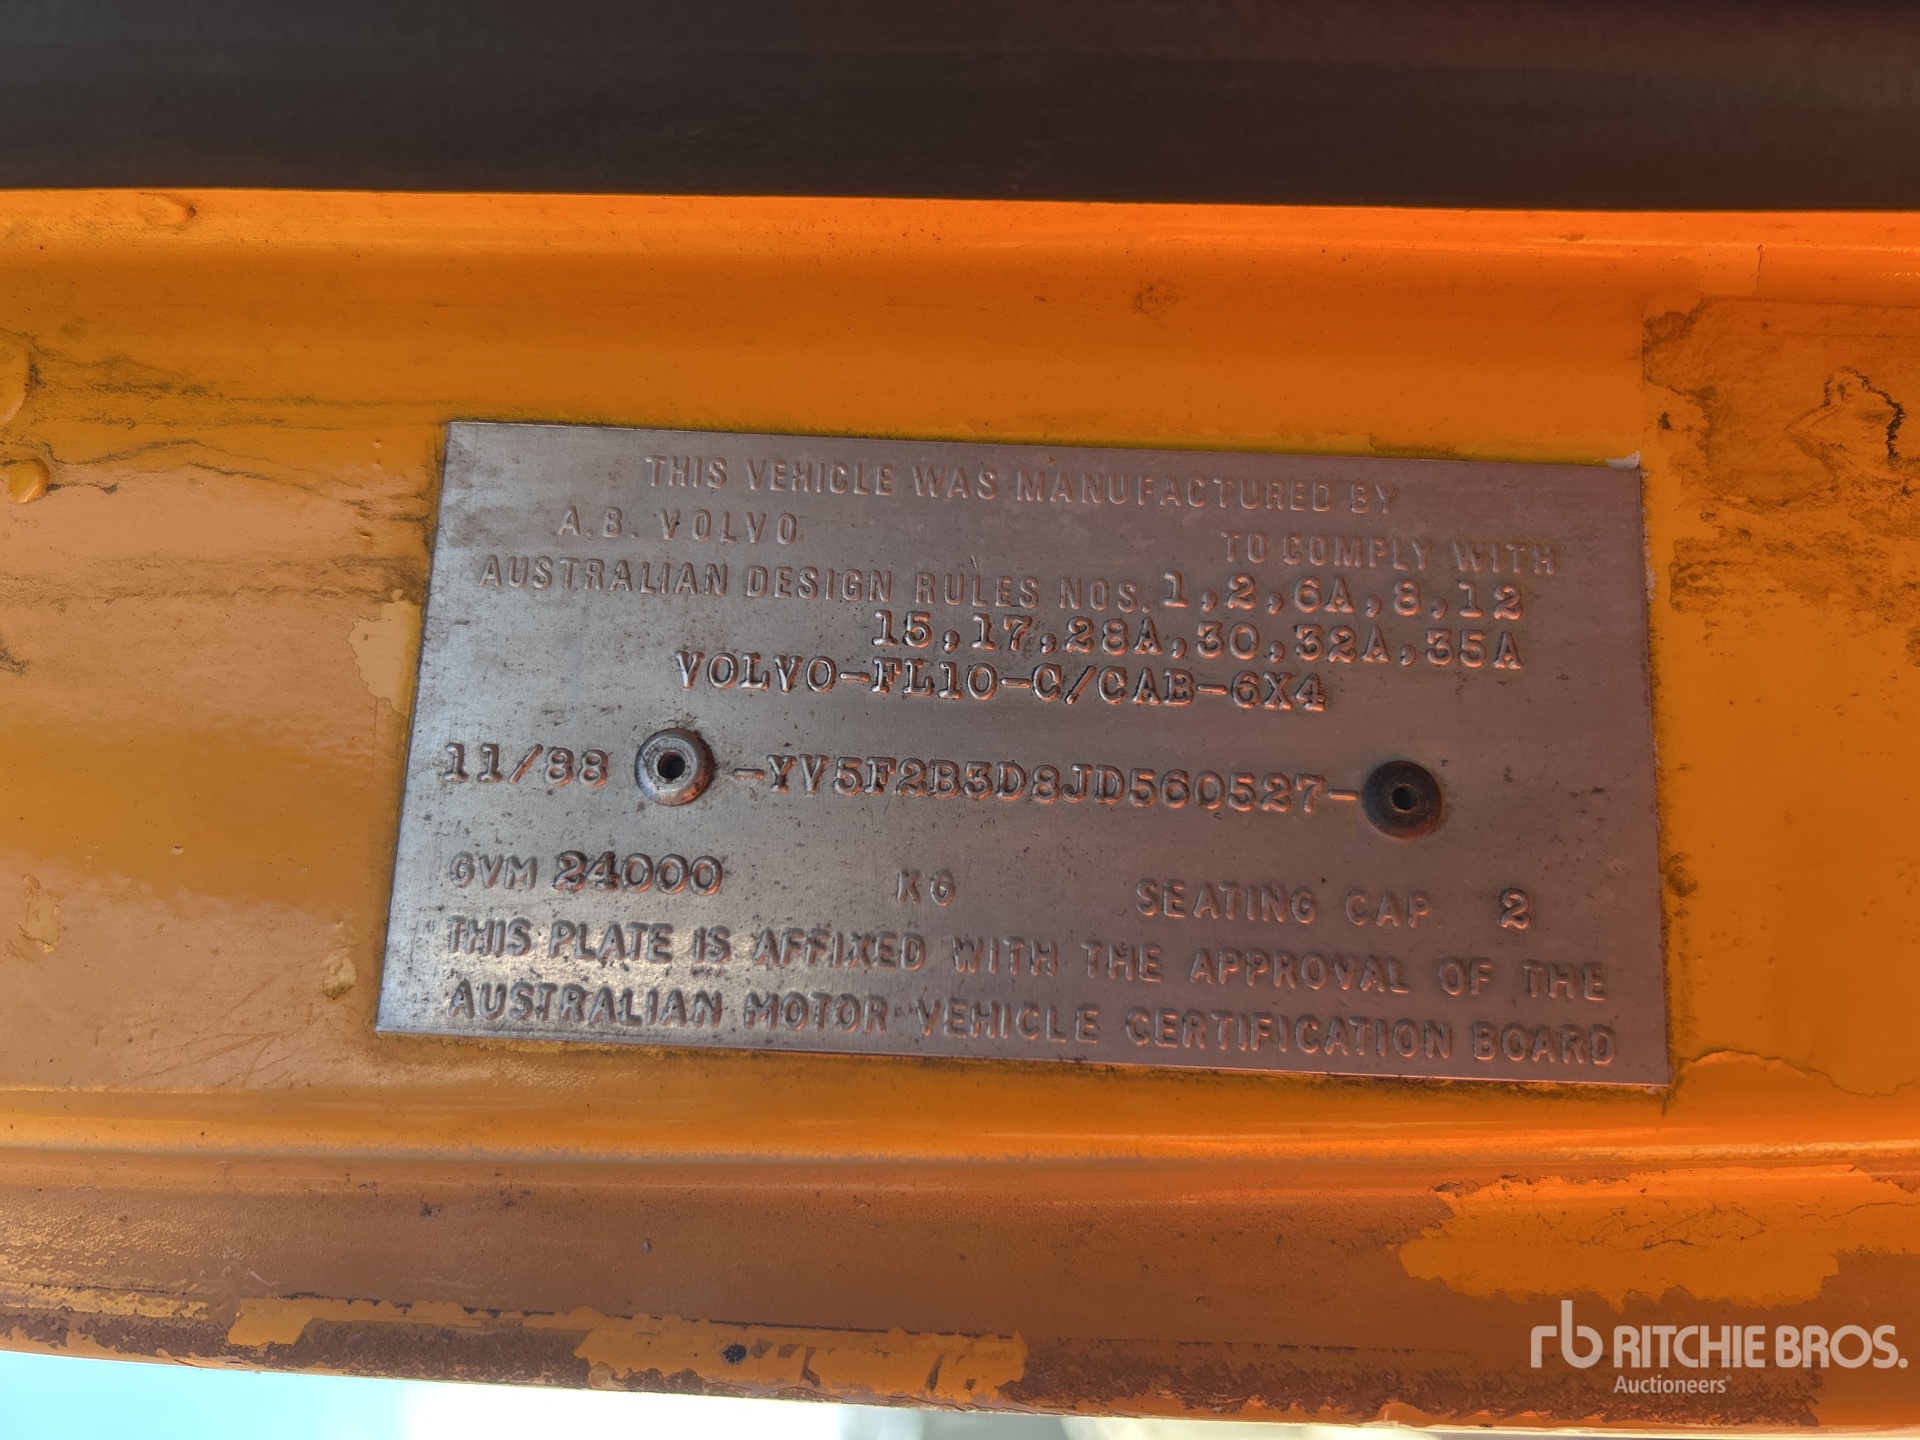 THIS VEHICLE WAS MANUFACTURED BY
A.B. VOLVO TO COMPLY WITH
AUSTRALIAN DESIGN RULES NOS. 1,2,6A,8,12
15,17,28A,30,32A,35A
VOLVO-FL10-C/CAB-6X4
11/88 -YV5F2B3D8JD560527-
GVM 24000 KG SEATING CAP 2
THIS PLATE IS AFFIXED WITH THE APPROVAL OF THE
AUSTRALIAN MOTOR VEHICLE CERTIFICATION BOARD
rb RITCHIE BROS.
Auctioneers